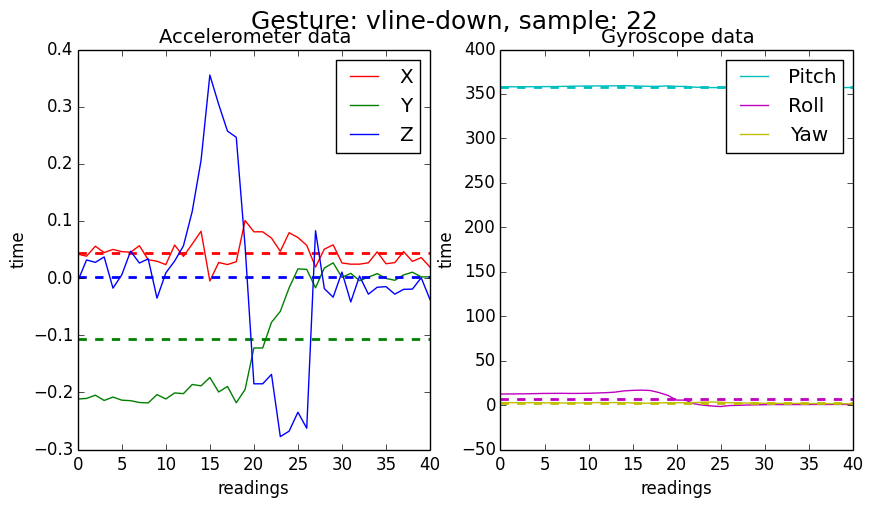 Gesture: vline-down, sample: 22
Accelerometer data
0.4
0.3
0.2
0.1
0.0
−0.1
−0.2
−0.3
time
0 5 10 15 20 25 30 35 40
readings
X
Y
Z
Gyroscope data
400
350
300
250
200
150
100
50
0
−50
time
0 5 10 15 20 25 30 35 40
readings
Pitch
Roll
Yaw